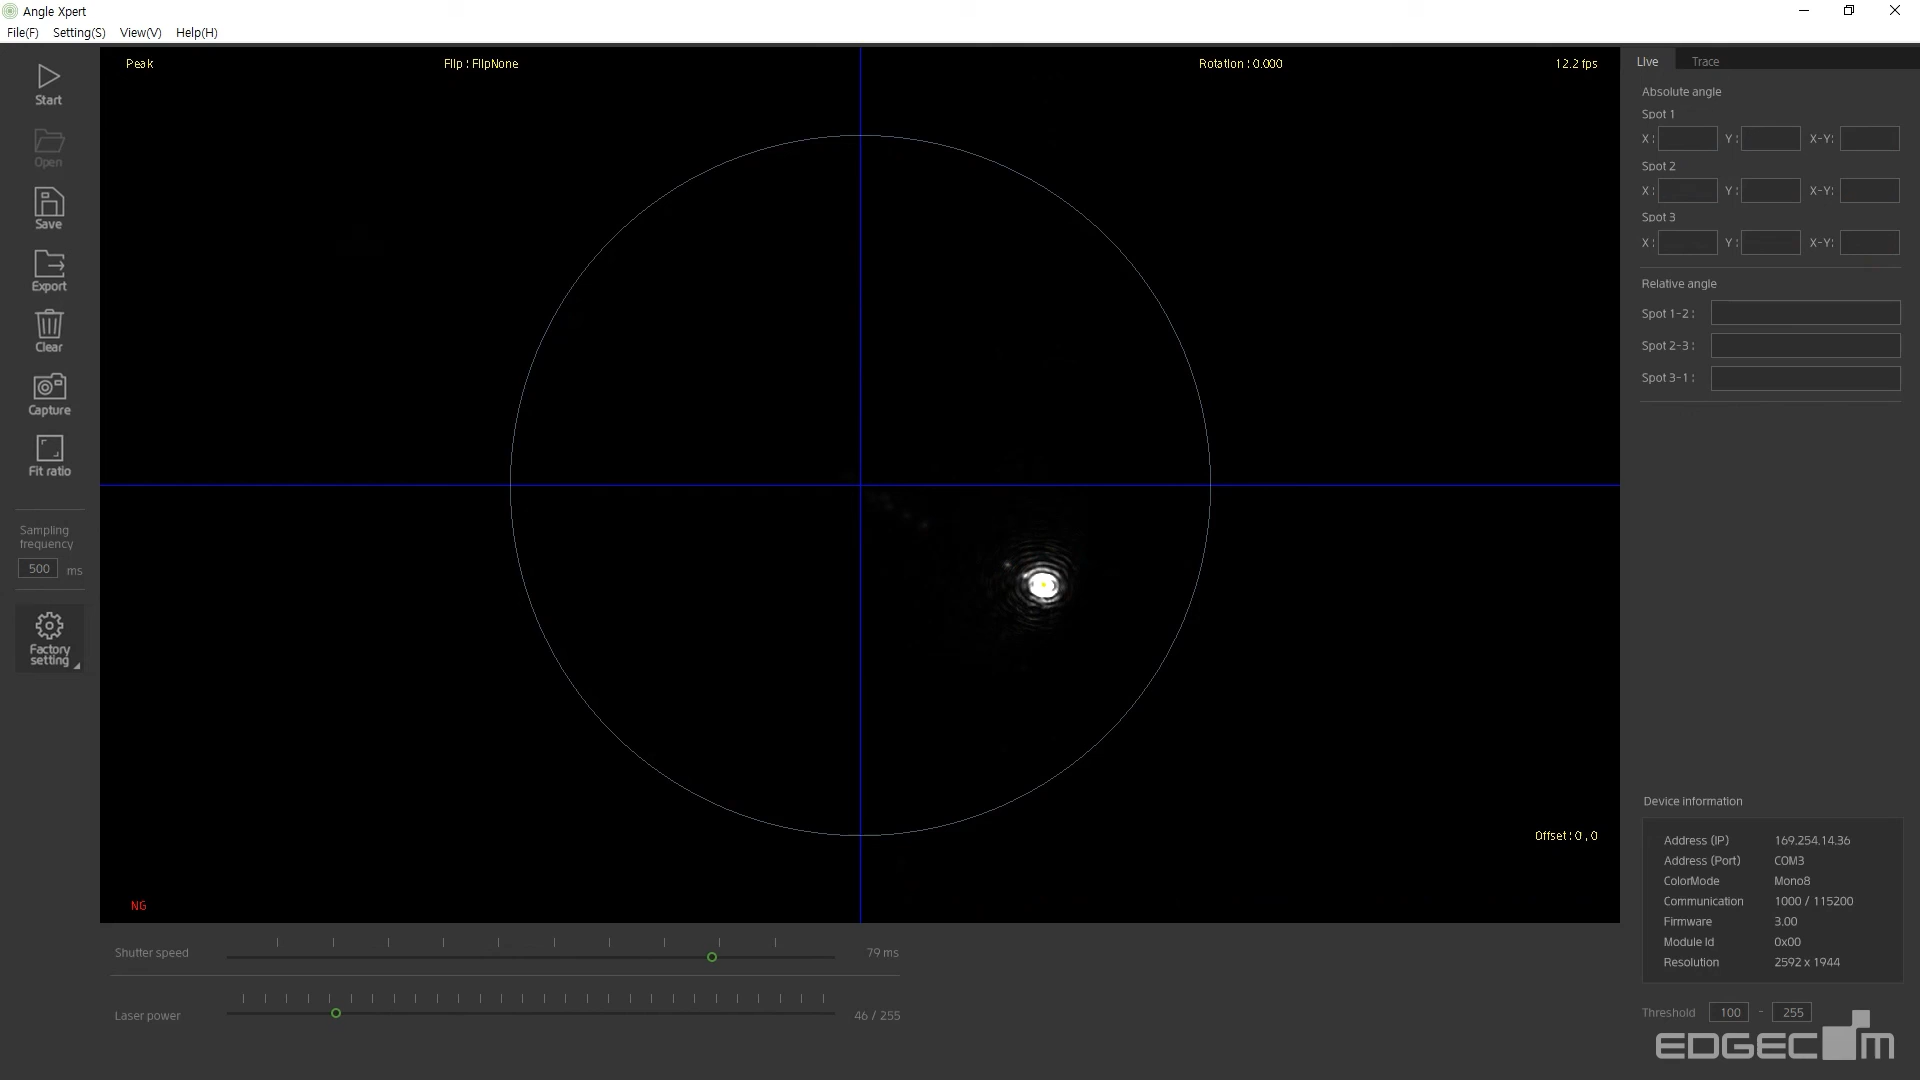 Angle Xpert
File(F) Setting(S) View(V) Help(H)
Start
Open
Save
Export
Clear
Capture
Fit ratio
Sampling
frequency
500 ms
Factory
setting
Peak
Flip : FlipNone
Rotation : 0.000
12.2 fps
Offset : 0 , 0
NG
Shutter speed
79 ms
Laser power
46 / 255
Live Trace
Absolute angle
Spot 1
X : Y : X-Y:
Spot 2
X : Y : X-Y:
Spot 3
X : Y : X-Y:
Relative angle
Spot 1-2 :
Spot 2-3 :
Spot 3-1 :
Device information
Address (IP) 169.254.14.36
Address (Port) COM3
ColorMode Mono8
Communication 1000 / 115200
Firmware 3.00
Module Id 0x00
Resolution 2592 x 1944
Threshold 100 - 255
EDGECOM